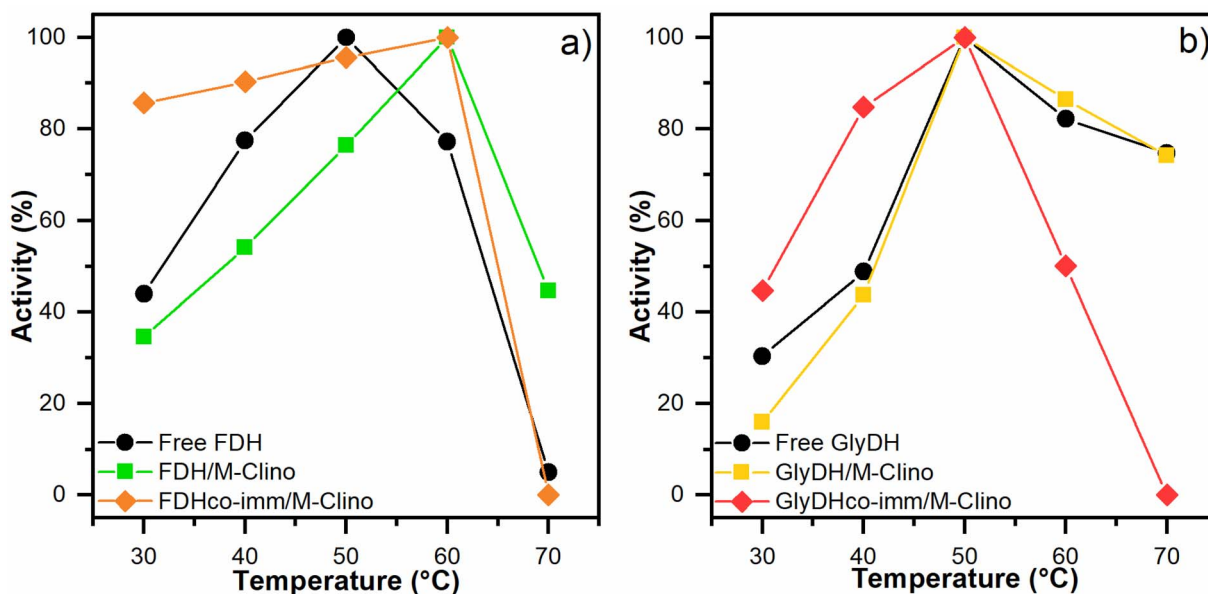 a)
100
80
60
40
20
0
Activity (%)
Free FDH
FDH/M-Clino
FDHco-imm/M-Clino
30 40 50 60 70
Temperature (°C)
b)
100
80
60
40
20
0
Activity (%)
Free GlyDH
GlyDH/M-Clino
GlyDHco-imm/M-Clino
30 40 50 60 70
Temperature (°C)